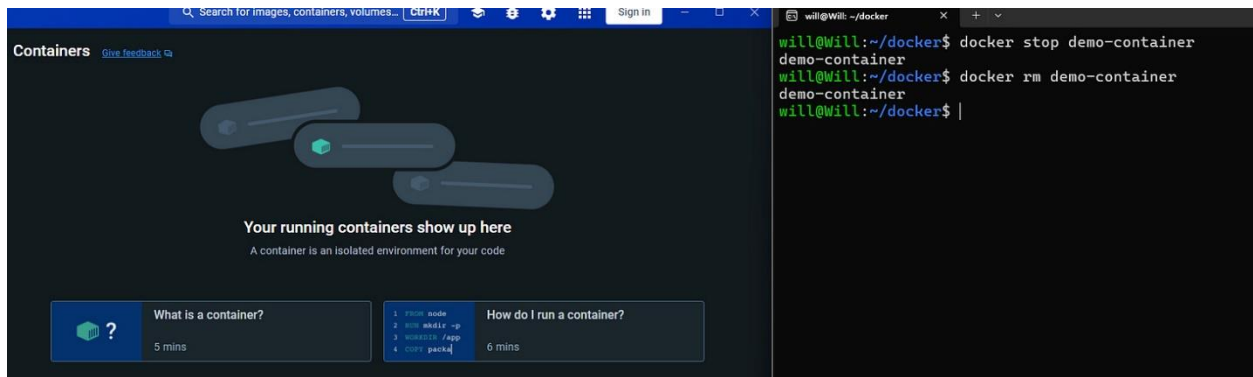 Search for images, containers, volumes... Ctrl+K Sign in
Containers Give feedback
Your running containers show up here
A container is an isolated environment for your code
?
What is a container?
5 mins
1 FROM node
2 RUN mkdir -p
3 WORKDIR /app
4 COPY packa
How do I run a container?
6 mins
will@Will: ~/docker
will@Will:~/docker$ docker stop demo-container
demo-container
will@Will:~/docker$ docker rm demo-container
demo-container
will@Will:~/docker$